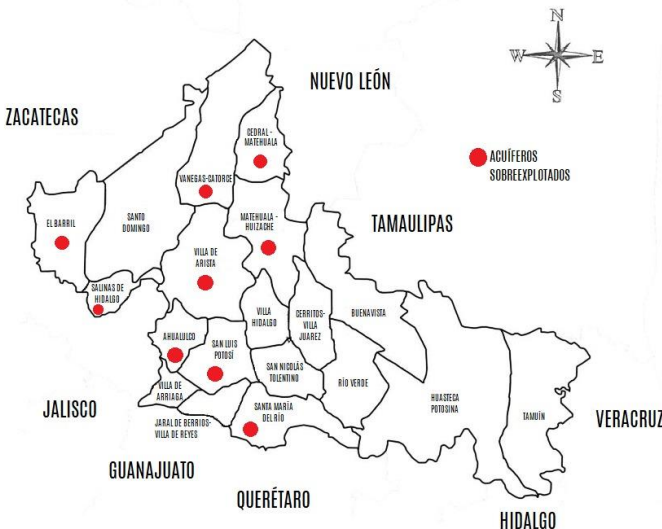 N
W E
S
NUEVO LEÓN
ZACATECAS
CEDRAL -
MATEHUALA
ACUÍFEROS
SOBREEXPLOTADOS
VANEGAS-CATORCE
EL BARRIL
SANTO
DOMINGO
MATEHUALA -
HUIZACHE
TAMAULIPAS
VILLA DE
ARISTA
SALINAS DE
HIDALGO
VILLA
HIDALGO
CERRITOS-
VILLA
JUAREZ
BUENAVISTA
AHUALULCO
SAN LUIS
POTOSÍ
SAN NICOLÁS
TOLENTINO
RÍO VERDE
VILLA DE
ARRIAGA
HUASTECA
POTOSINA
TAMUÍN
JALISCO
JARAL DE BERRIOS-
VILLA DE REYES
SANTA MARÍA
DEL RÍO
VERACRUZ
GUANAJUATO
QUERÉTARO
HIDALGO